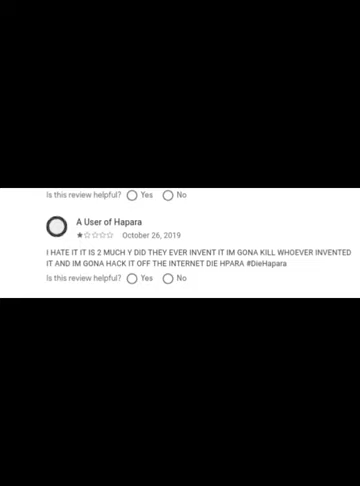 Is this review helpful? Yes No
A User of Hapara
October 26, 2019
I HATE IT IT IS 2 MUCH Y DID THEY EVER INVENT IT IM GONA KILL WHOEVER INVENTED
IT AND IM GONA HACK IT OFF THE INTERNET DIE HPARA #DieHapara
Is this review helpful? Yes No